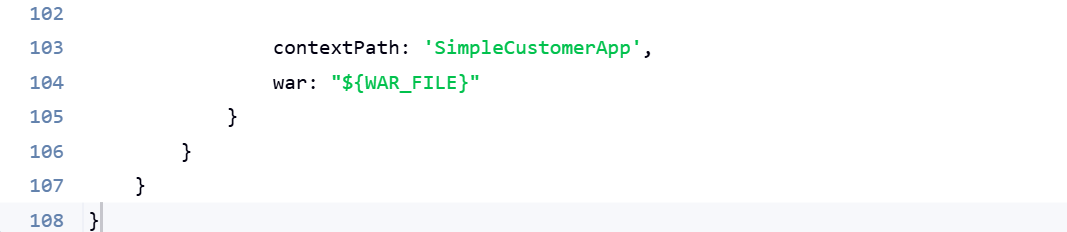 102
103 contextPath: 'SimpleCustomerApp',
104 war: "${WAR_FILE}"
105 }
106 }
107 }
108 }